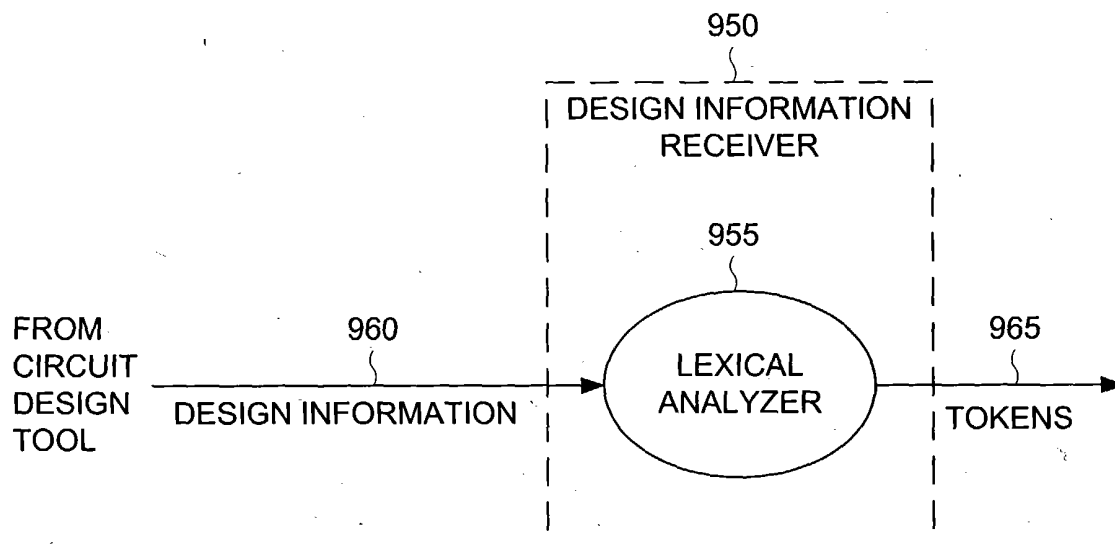 950
DESIGN INFORMATION
RECEIVER
955
FROM
CIRCUIT
DESIGN
TOOL
960
DESIGN INFORMATION
LEXICAL
ANALYZER
965
TOKENS